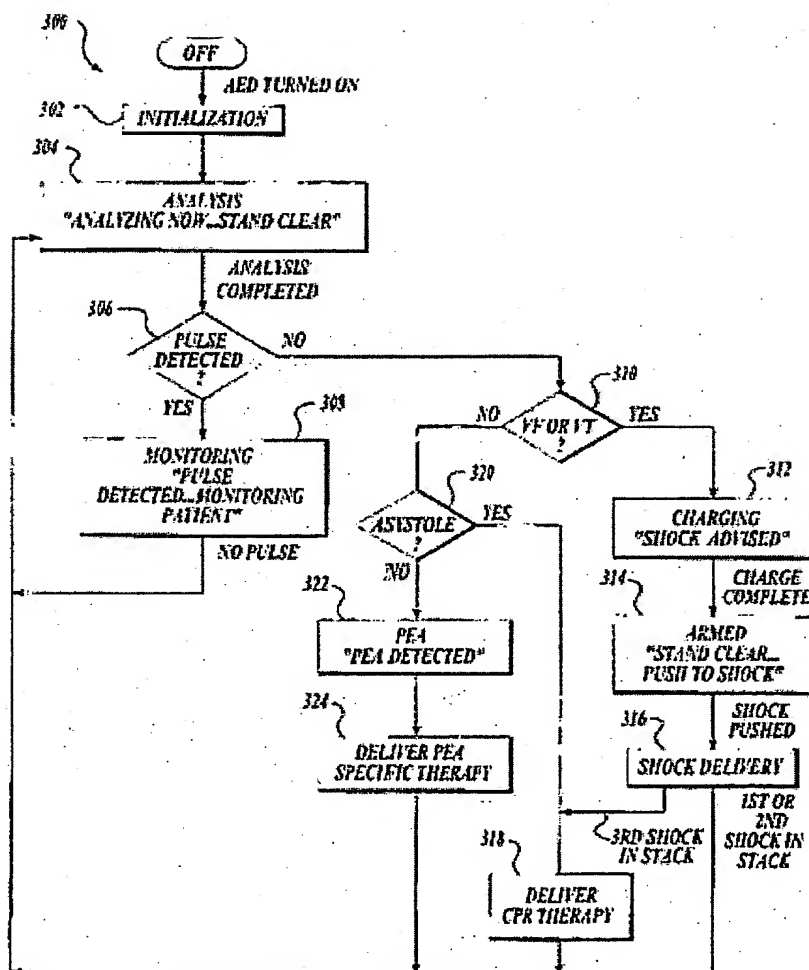 300
OFF
AED TURNED ON
302
INITIALIZATION
304
ANALYSIS
"ANALYZING NOW...STAND CLEAR"
ANALYSIS
COMPLETED
306
PULSE
DETECTED
?
NO
YES
308
MONITORING
"PULSE
DETECTED...MONITORING
PATIENT"
NO PULSE
310
VF OR VT
?
NO
YES
320
ASYSTOLE
?
YES
NO
312
CHARGING
"SHOCK ADVISED"
CHARGE
COMPLETE
314
ARMED
"STAND CLEAR...
PUSH TO SHOCK"
SHOCK
PUSHED
322
PEA
"PEA DETECTED"
324
DELIVER PEA
SPECIFIC THERAPY
316
SHOCK DELIVERY
1ST OR
2ND
SHOCK IN
STACK
3RD SHOCK
IN STACK
318
DELIVER
CPR THERAPY